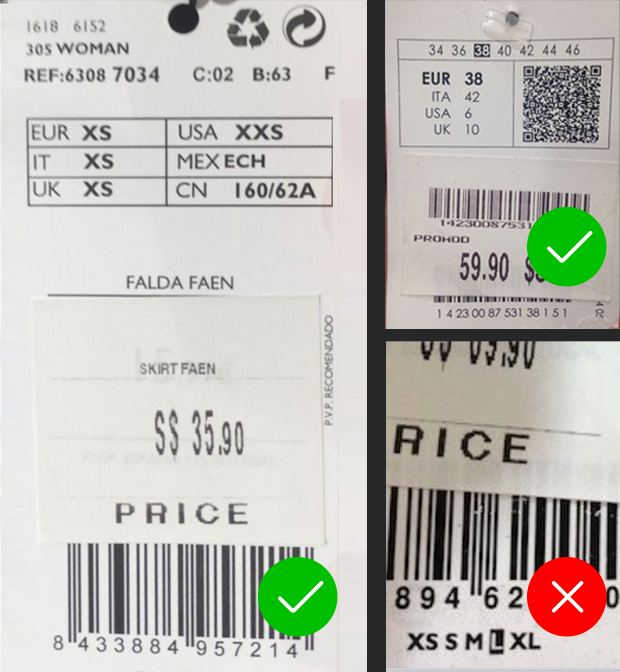 1618 6152
305 WOMAN
REF:6308 7034 C:02 B:63 F
EUR XS USA XXS
IT XS MEX ECH
UK XS CN 160/62A
FALDA FAEN
P.V.P. RECOMENDADO
SKIRT FAEN
S$ 35.90
PRICE
8 433884 957214
34 36 38 40 42 44 46
EUR 38
ITA 42
USA 6
UK 10
14230087531
PROMOD
59.90
1 4 23 00 87 531 38 1 5 1
RICE
894 62 0
XS S M L XL